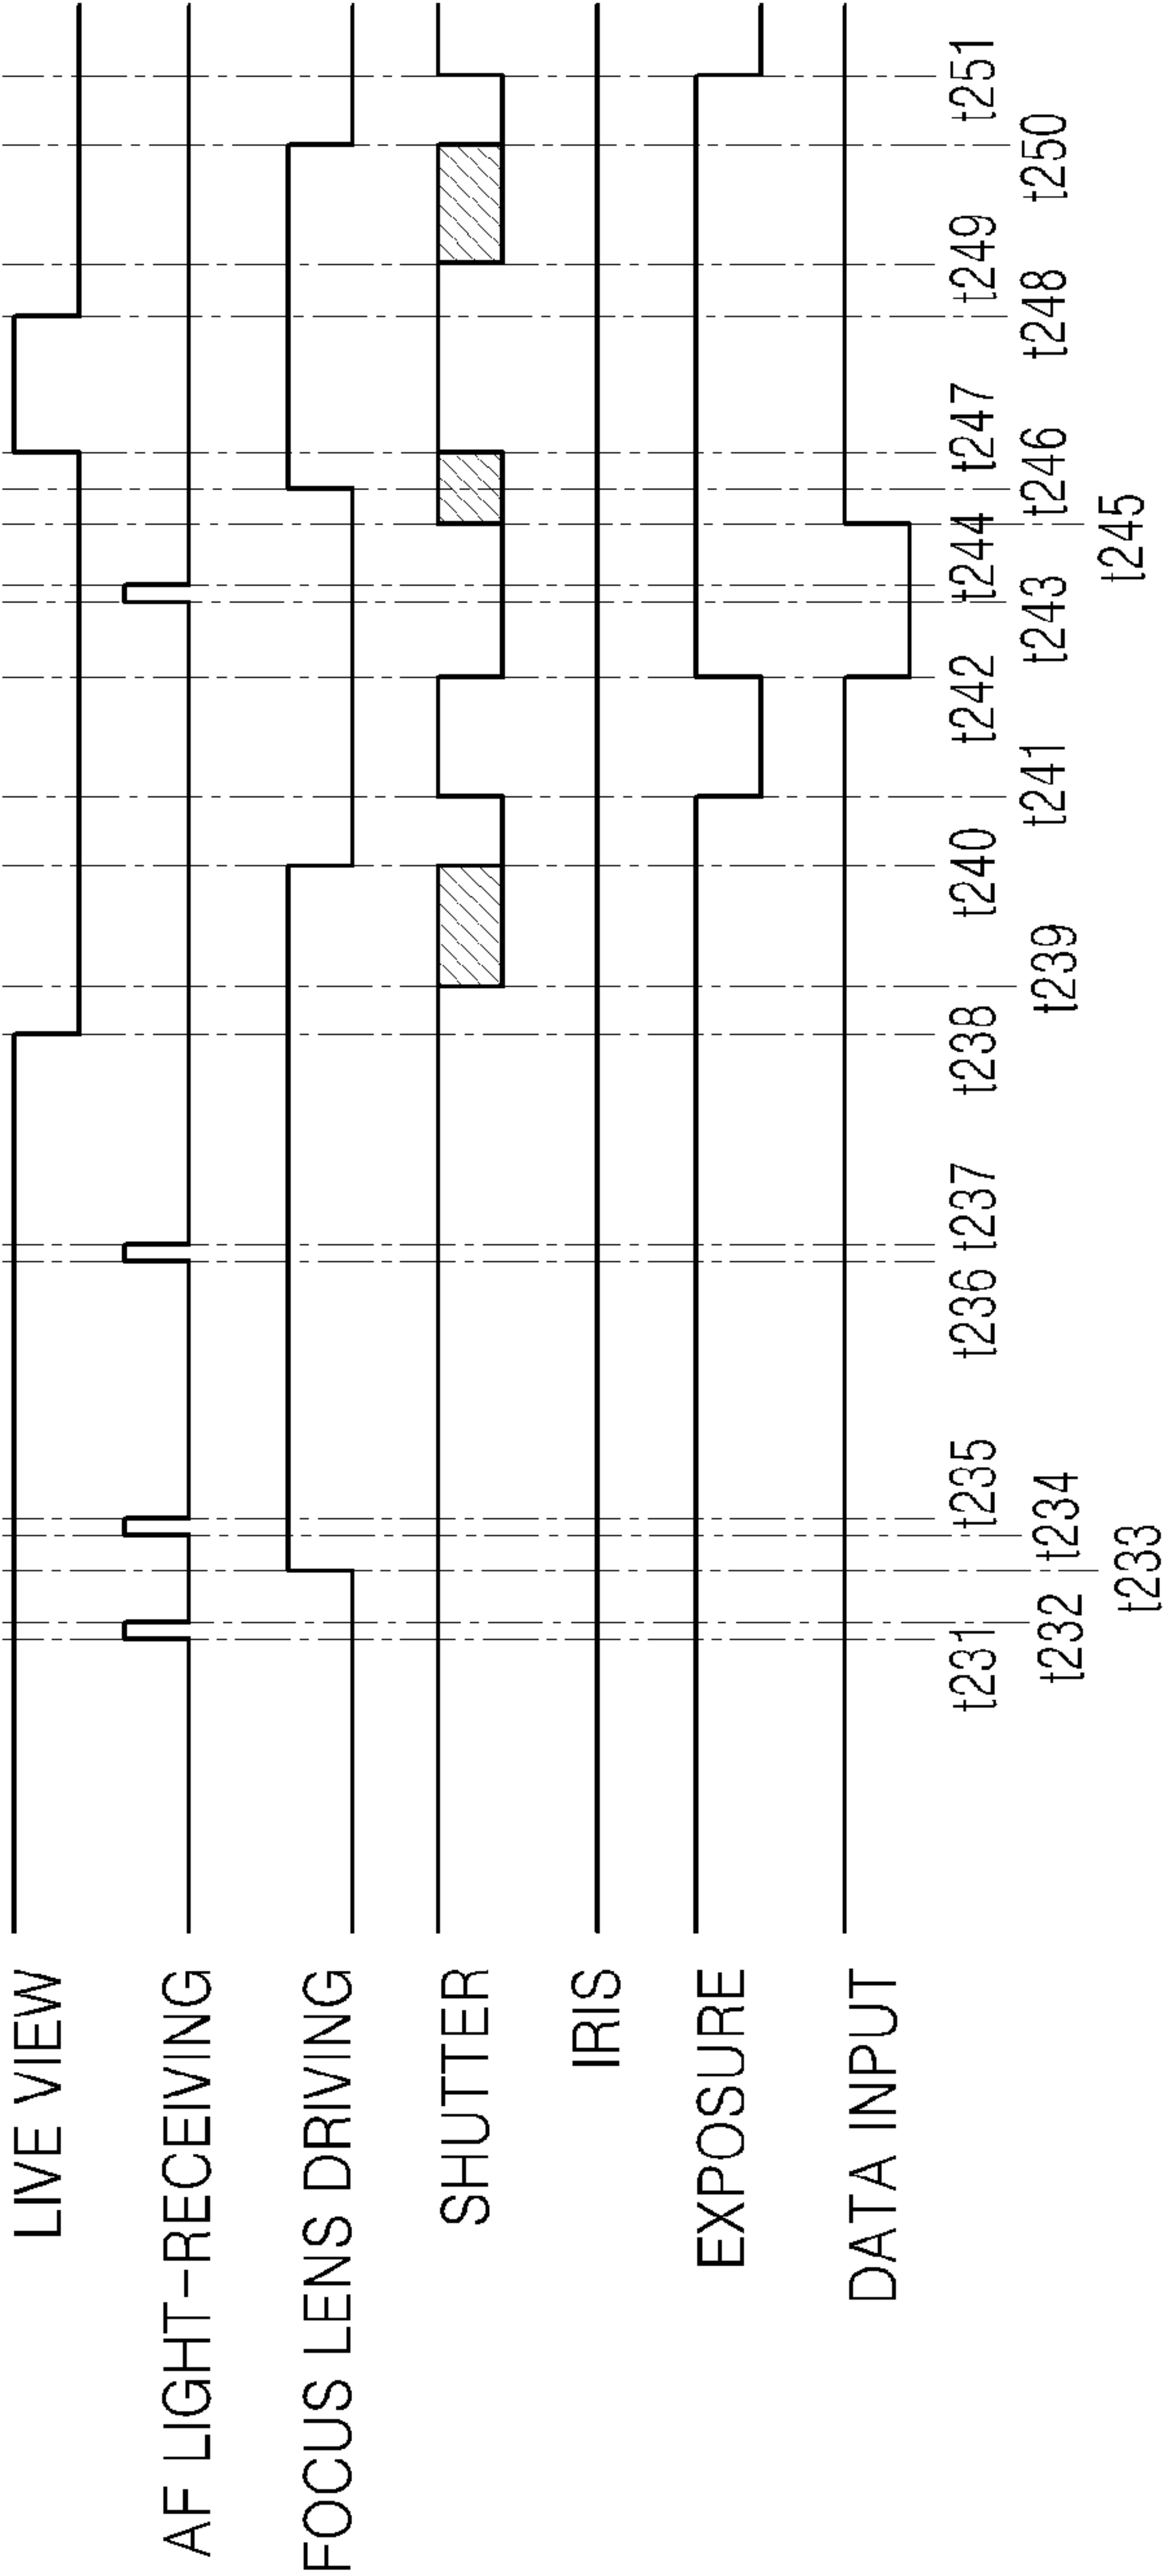 LIVE VIEW
AF LIGHT-RECEIVING
FOCUS LENS DRIVING
SHUTTER
IRIS
EXPOSURE
DATA INPUT
t231 t235 t236 t237 t238 t240 t242 t244 t247 t249 t251
t232 t234 t239 t241 t243 t246 t248 t250
t233 t245